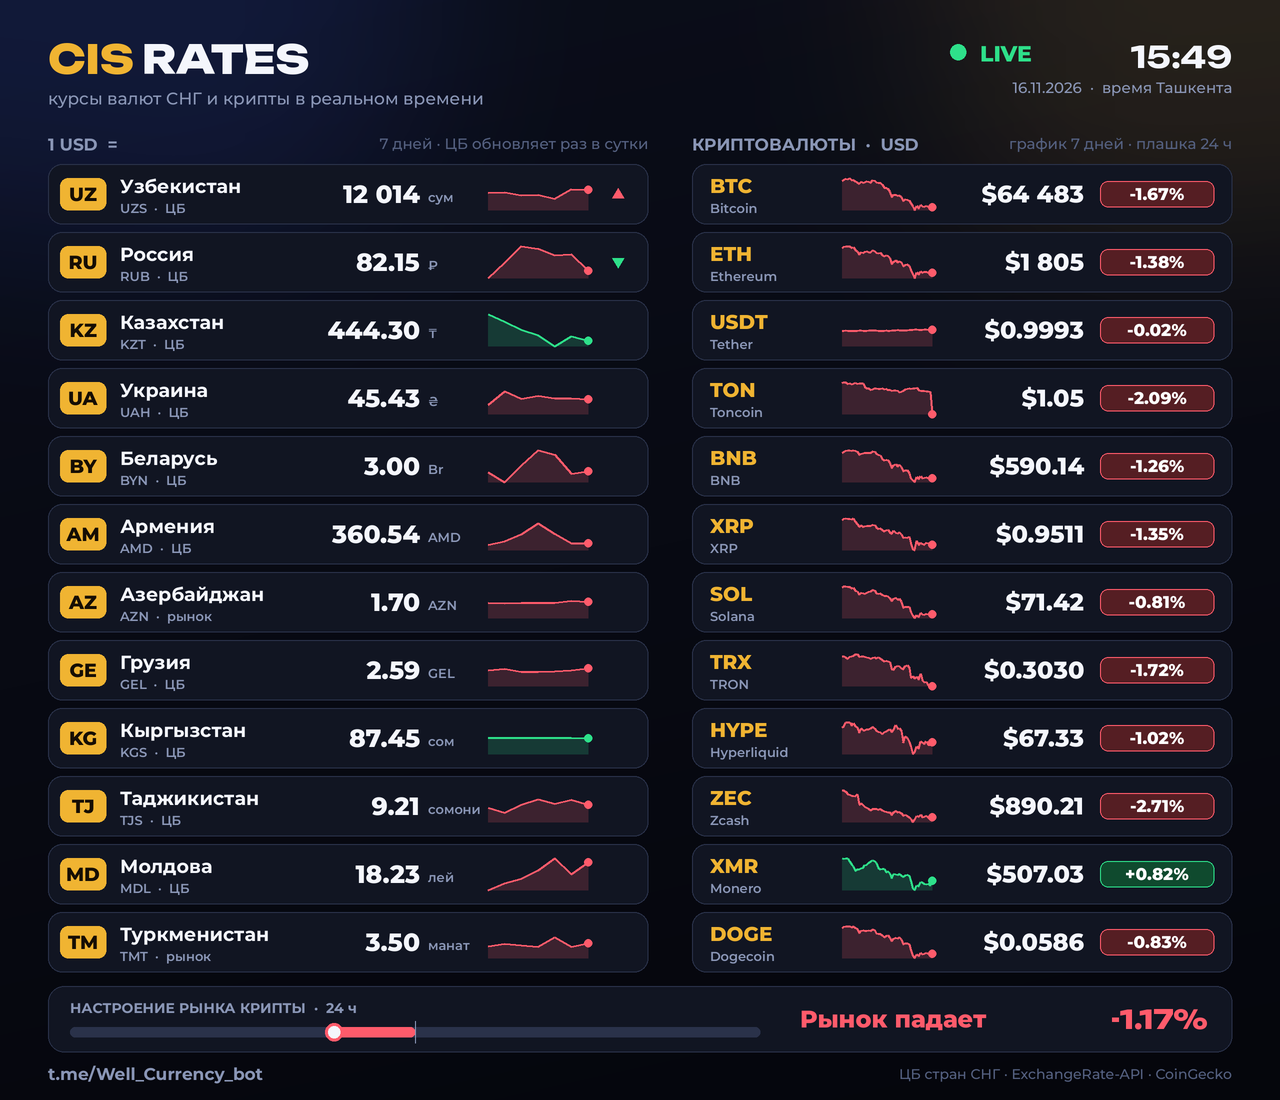 CIS RATES
LIVE
15:49
курсы валют СНГ и крипты в реальном времени
16.11.2026 · время Ташкента
1 USD =
7 дней · ЦБ обновляет раз в сутки
UZ
Узбекистан
UZS · ЦБ
12 014 сум
RU
Россия
RUB · ЦБ
82.15 ₽
KZ
Казахстан
KZT · ЦБ
444.30 ₸
UA
Украина
UAH · ЦБ
45.43 ₴
BY
Беларусь
BYN · ЦБ
3.00 Br
AM
Армения
AMD · ЦБ
360.54 AMD
AZ
Азербайджан
AZN · рынок
1.70 AZN
GE
Грузия
GEL · ЦБ
2.59 GEL
KG
Кыргызстан
KGS · ЦБ
87.45 сом
TJ
Таджикистан
TJS · ЦБ
9.21 сомони
MD
Молдова
MDL · ЦБ
18.23 лей
TM
Туркменистан
TMT · рынок
3.50 манат
КРИПТОВАЛЮТЫ · USD
график 7 дней · плашка 24 ч
BTC
Bitcoin
$64 483
-1.67%
ETH
Ethereum
$1 805
-1.38%
USDT
Tether
$0.9993
-0.02%
TON
Toncoin
$1.05
-2.09%
BNB
BNB
$590.14
-1.26%
XRP
XRP
$0.9511
-1.35%
SOL
Solana
$71.42
-0.81%
TRX
TRON
$0.3030
-1.72%
HYPE
Hyperliquid
$67.33
-1.02%
ZEC
Zcash
$890.21
-2.71%
XMR
Monero
$507.03
+0.82%
DOGE
Dogecoin
$0.0586
-0.83%
НАСТРОЕНИЕ РЫНКА КРИПТЫ · 24 ч
Рынок падает
-1.17%
t.me/Well_Currency_bot
ЦБ стран СНГ · ExchangeRate-API · CoinGecko